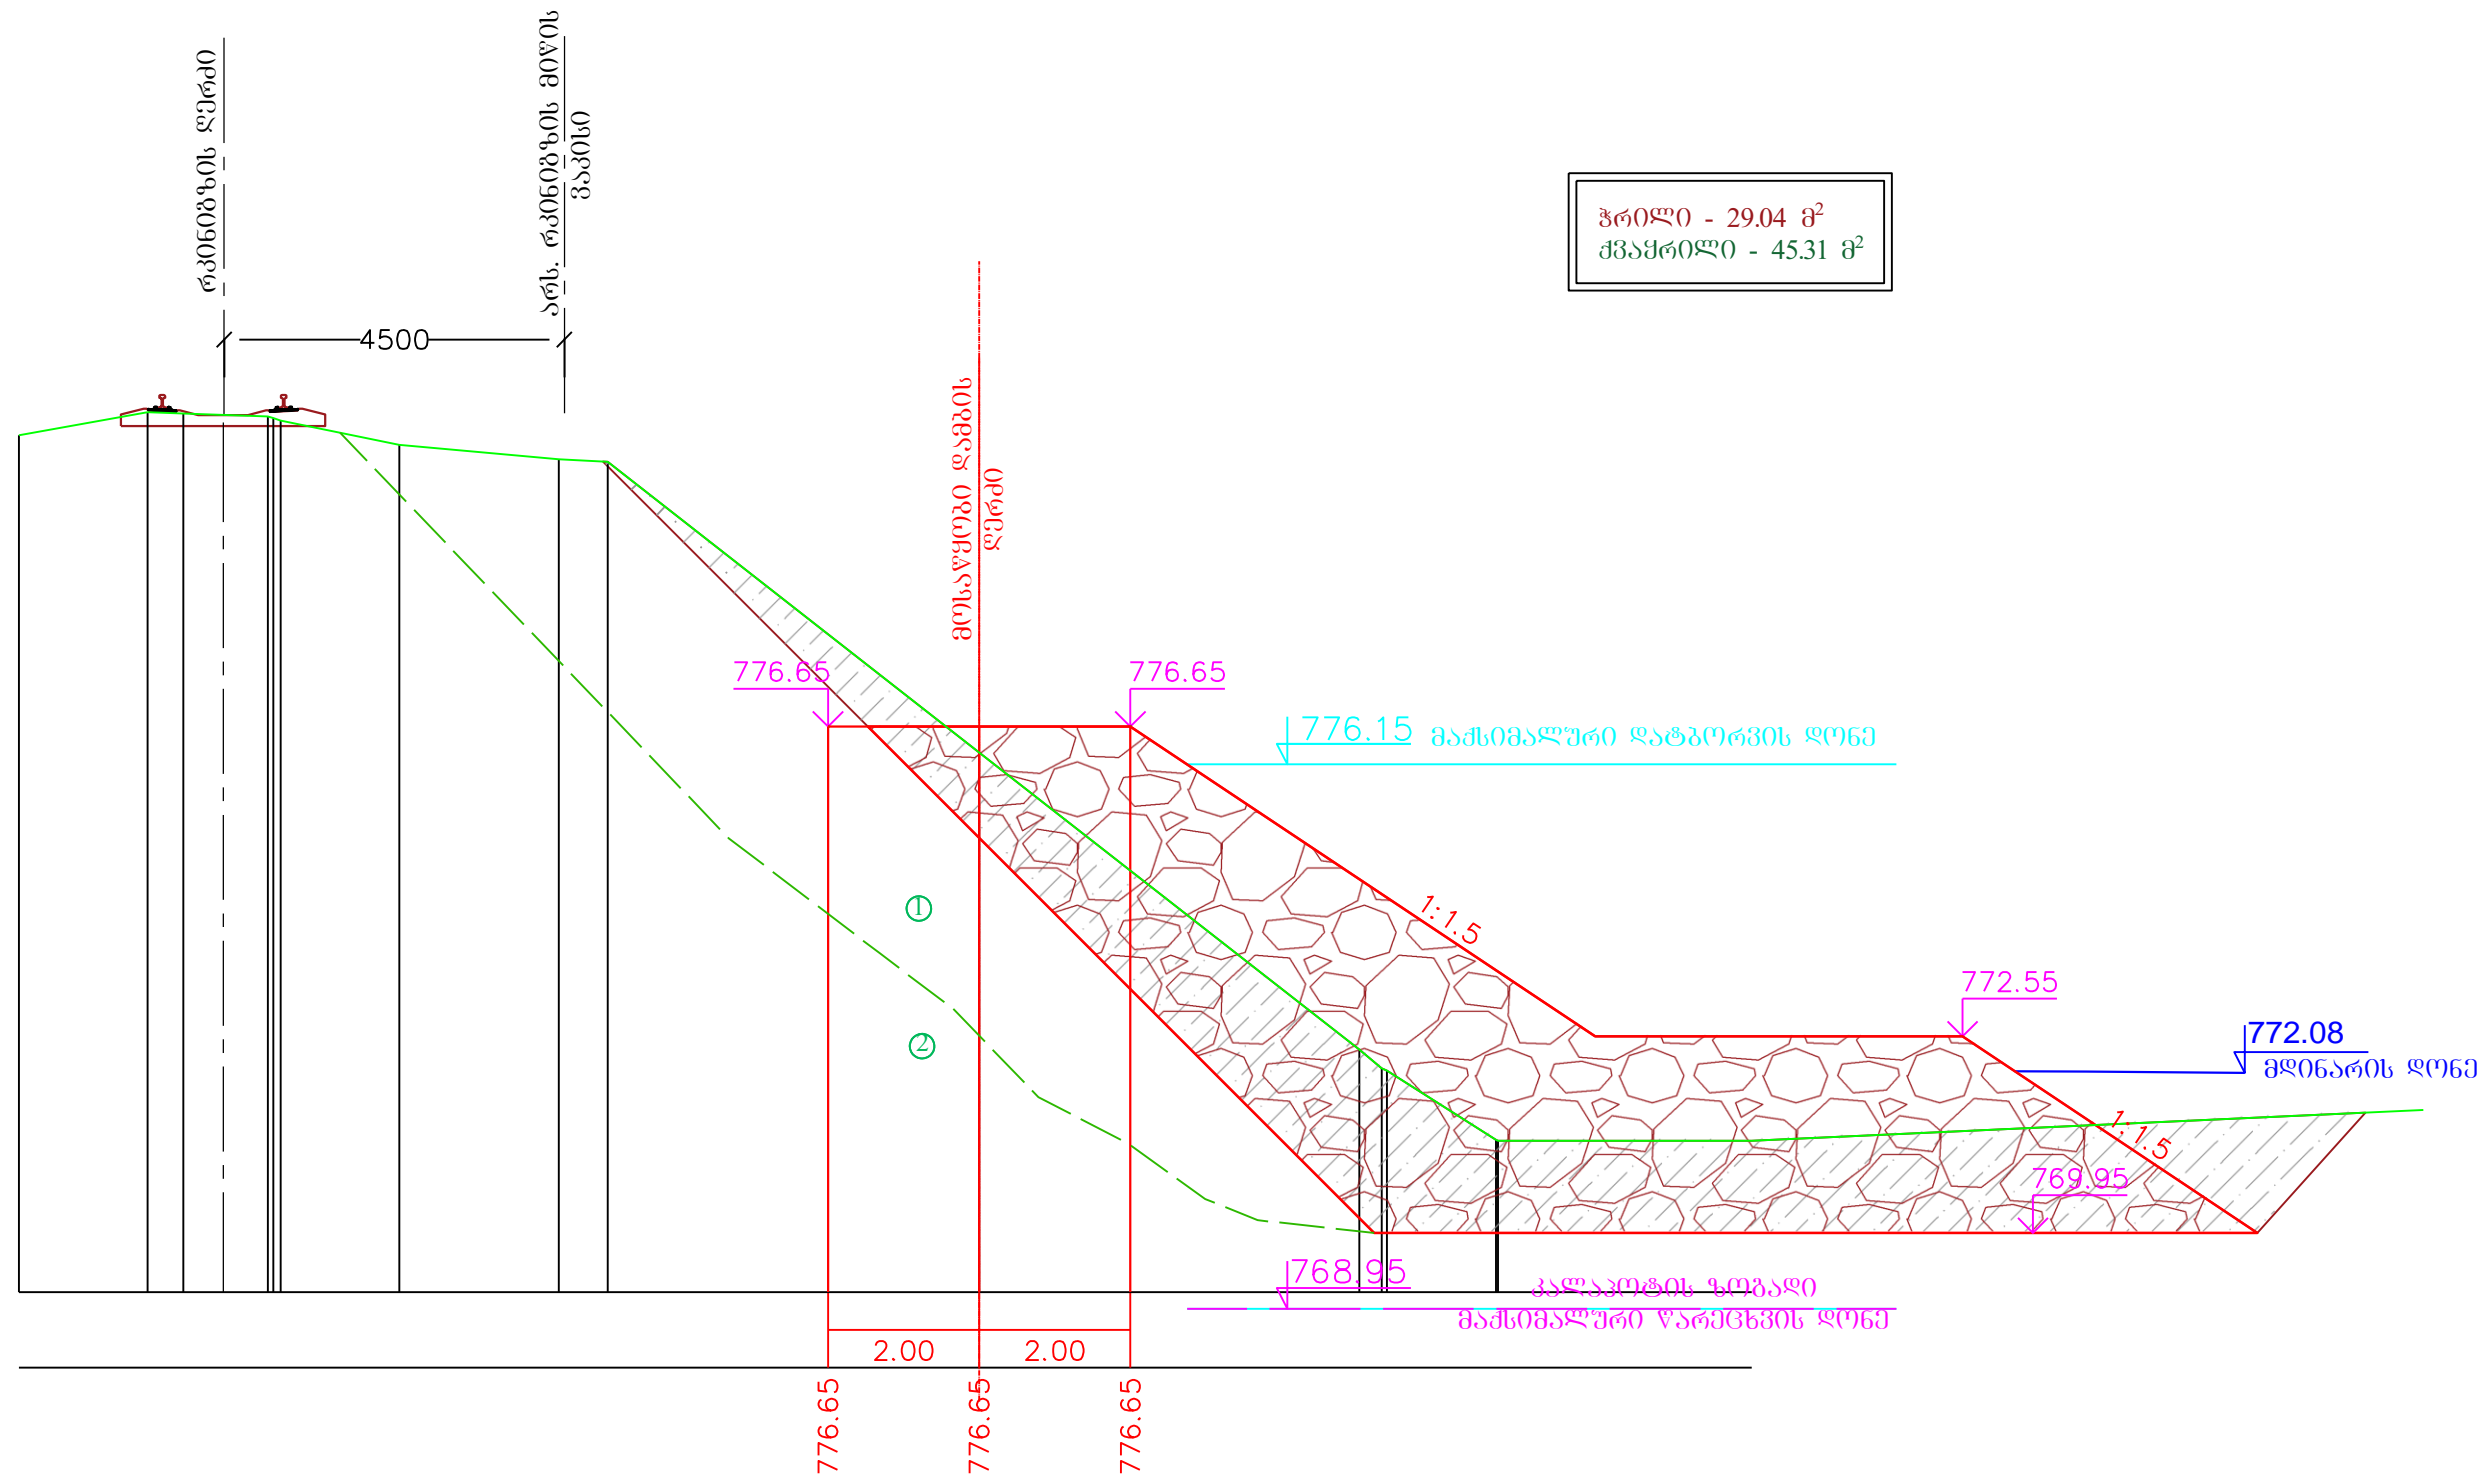 რკინიგზის ღერძი
არს. რკინიგზის მიწის
ვაკისი
4500
ჭრილი - 29.04 მ²
ქვაყრილი - 45.31 მ²
მოსაწყობი დამბის
ღერძი
776.65
776.65
776.15 მაქსიმალური დატბორვის დონე
1
1:1.5
2
772.55
772.08
მდინარის დონე
1:1.5
769.95
768.95
კალაპოტის ზოგადი
მაქსიმალური წარეცხვის დონე
2.00
2.00
776.65
776.65
776.65